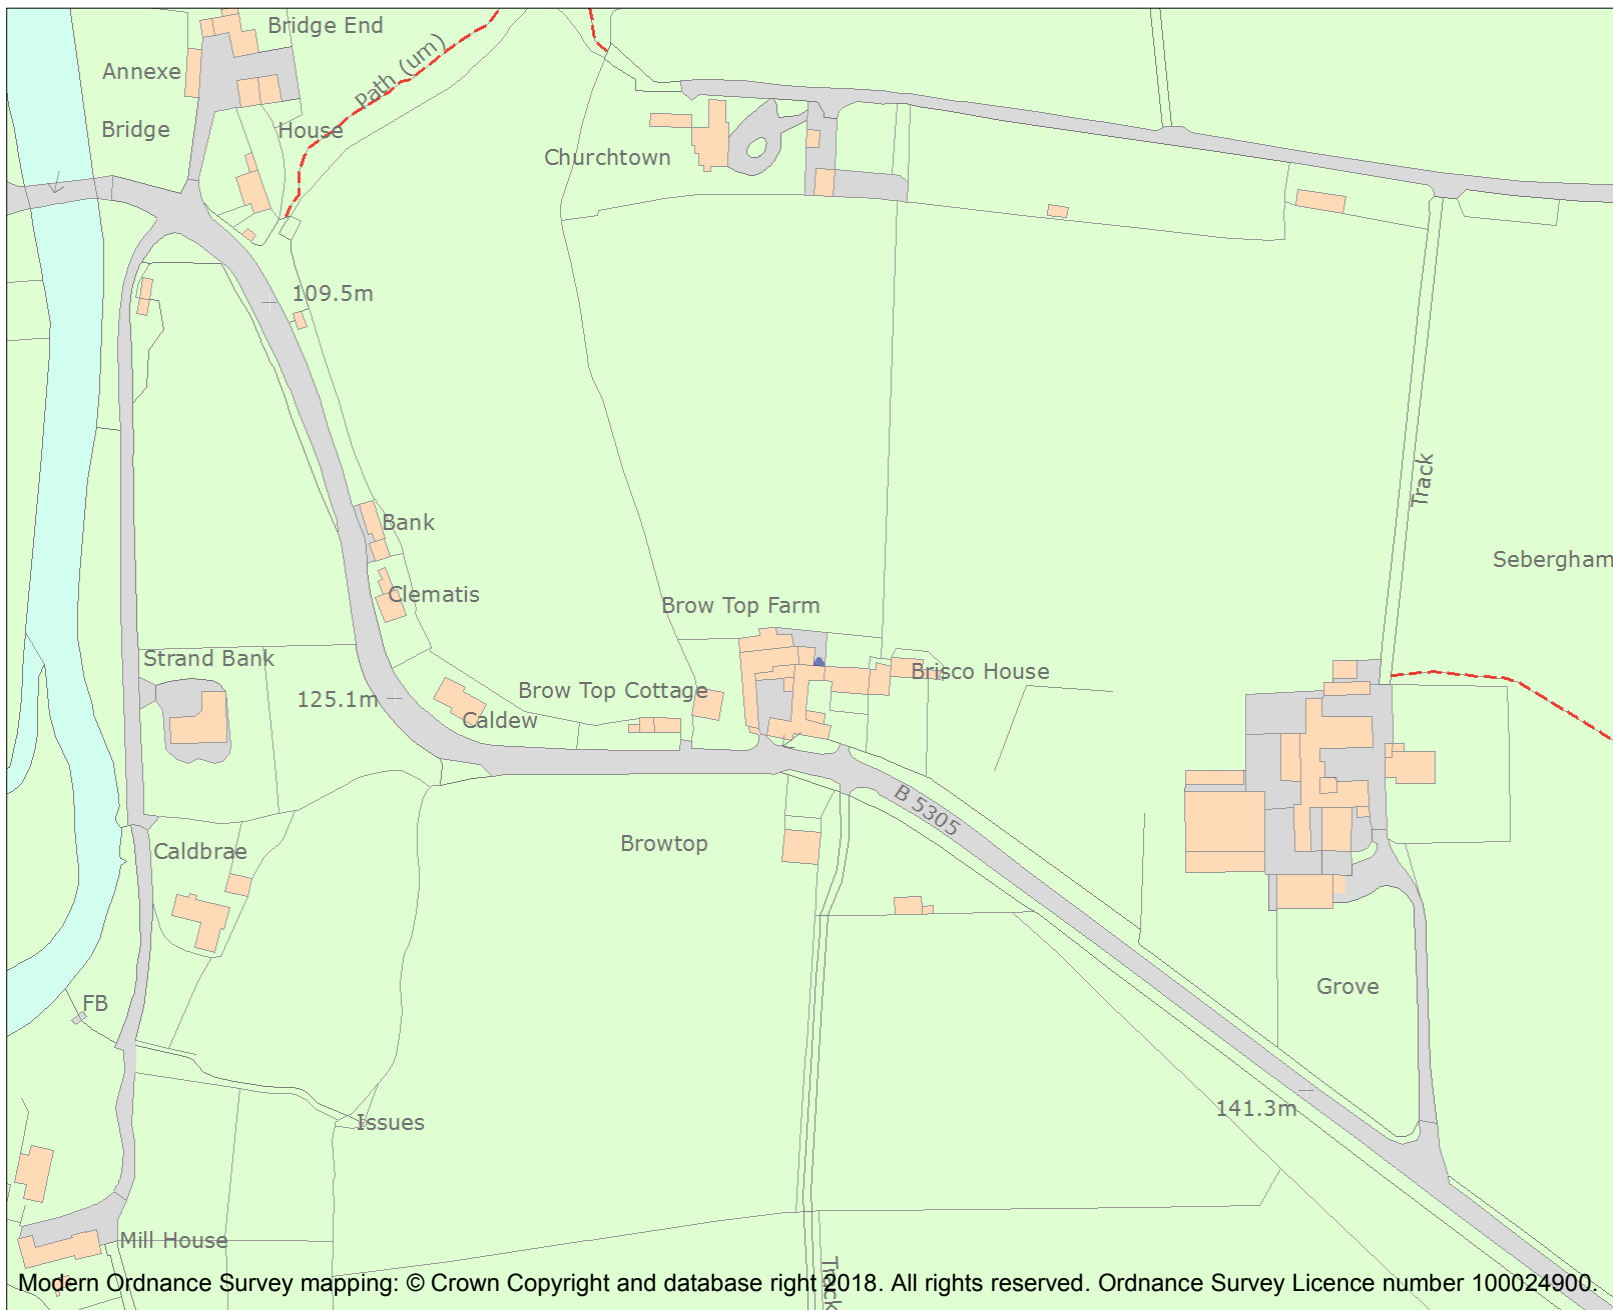 Bridge End
Path (um)
Annexe
Bridge
House
Churchtown
109.5m
Track
Bank
Sebergham
Clematis
Brow Top Farm
Strand Bank
Brisco House
Brow Top Cottage
125.1m
Caldew
B 5305
Browtop
Caldbrae
Grove
FB
141.3m
Issues
Mill House
Track
Modern Ordnance Survey mapping: © Crown Copyright and database right 2018. All rights reserved. Ordnance Survey Licence number 100024900.